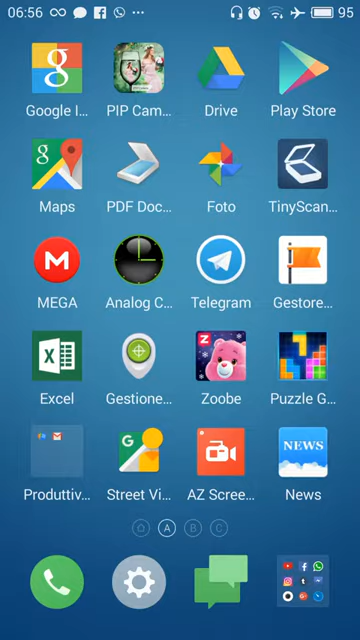 06:56 95
Google I... PIP Cam... Drive Play Store
Maps PDF Doc... Foto TinyScan...
MEGA Analog C... Telegram Gestore...
Excel Gestione... Zoobe Puzzle G...
NEWS
Produttiv... Street Vi... AZ Scree... News
A B C